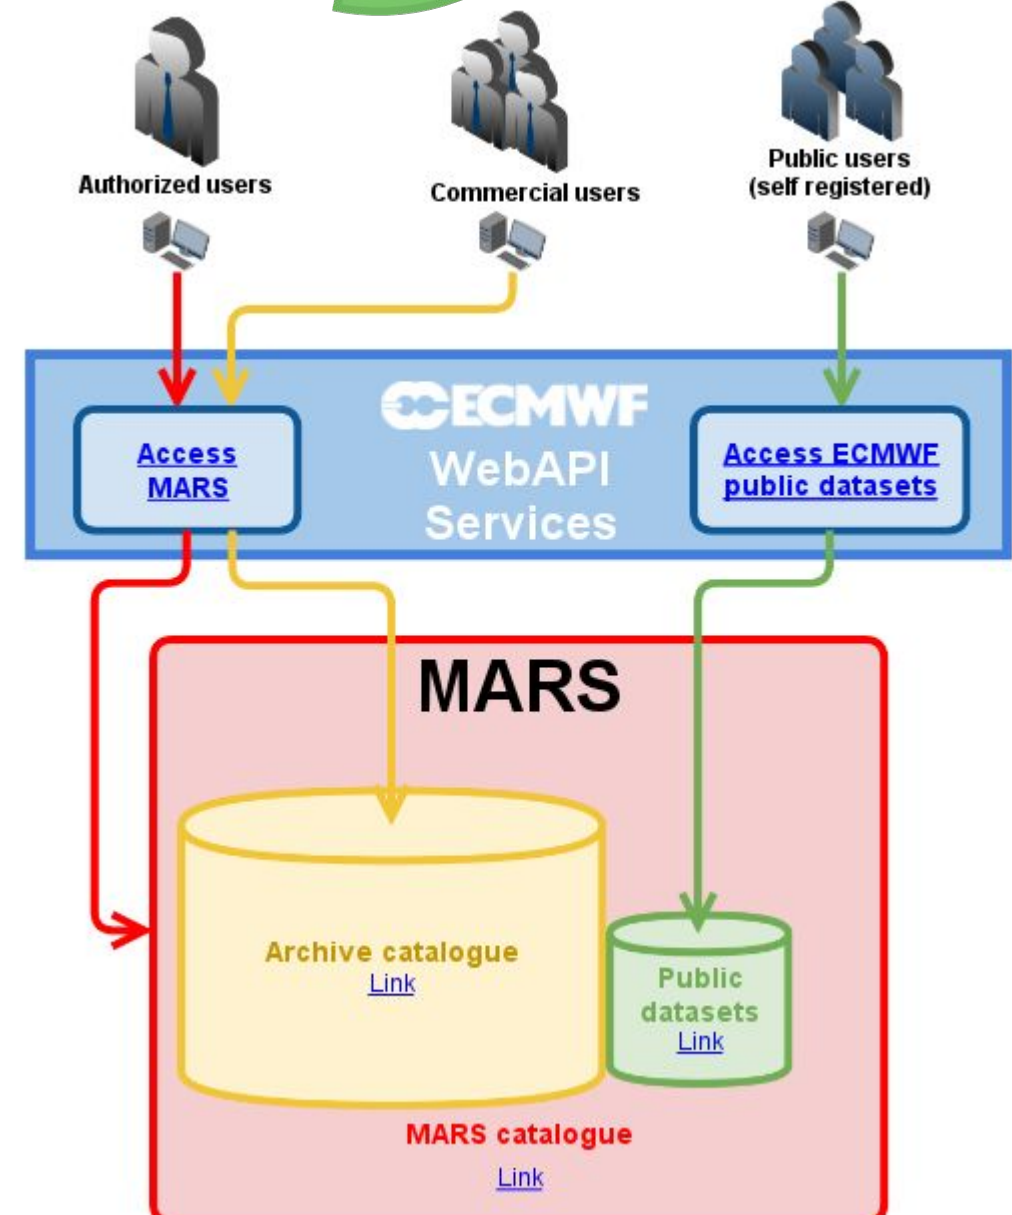 Authorized users
Commercial users
Public users
(self registered)
ECMWF
WebAPI
Services
Access
MARS
Access ECMWF
public datasets
MARS
Archive catalogue
Link
Public
datasets
Link
MARS catalogue
Link